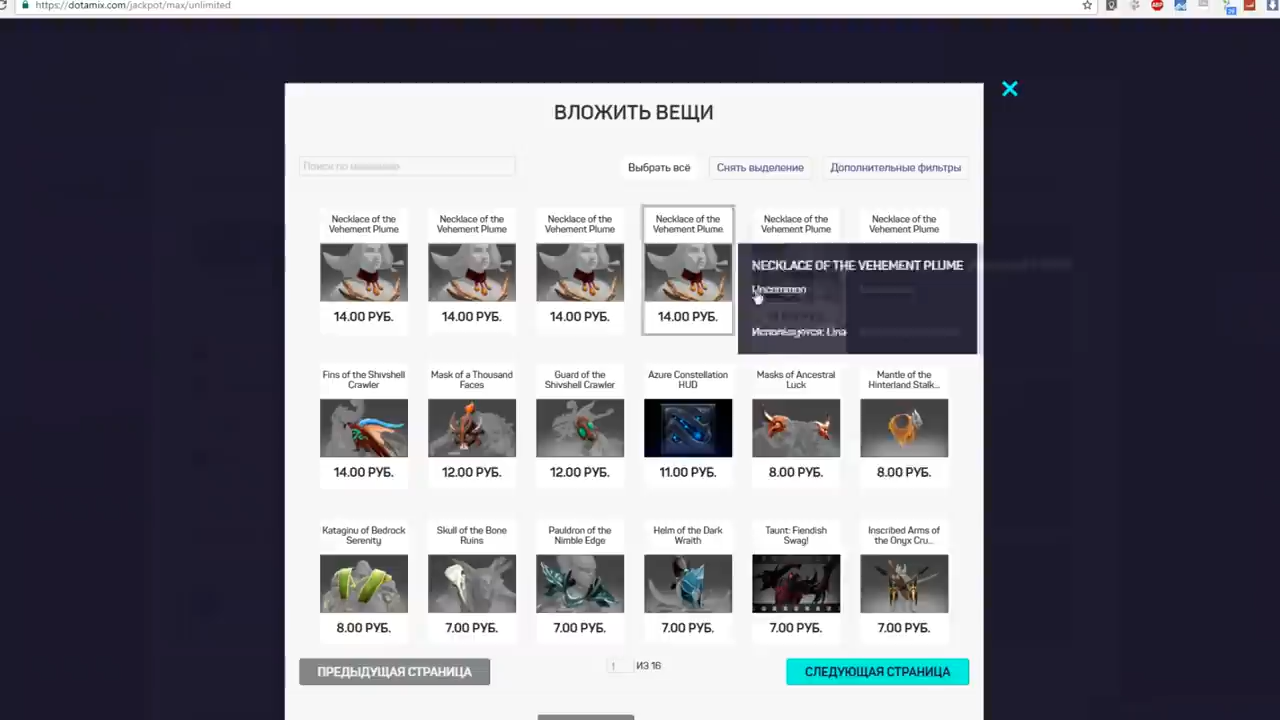 https://dotamix.com/jackpot/max/unlimited
ВЛОЖИТЬ ВЕЩИ
Поиск по
Выбрать всё
Снять выделение
Дополнительные фильтры
Necklace of the
Vehement Plume
14.00 РУБ.
Necklace of the
Vehement Plume
14.00 РУБ.
Necklace of the
Vehement Plume
14.00 РУБ.
Necklace of the
Vehement Plume
14.00 РУБ.
Necklace of the
Vehement Plume
Necklace of the
Vehement Plume
NECKLACE OF THE VEHEMENT PLUME
Uncommon
Используется: Lina
Fins of the Shivshell
Crawler
14.00 РУБ.
Mask of a Thousand
Faces
12.00 РУБ.
Guard of the
Shivshell Crawler
12.00 РУБ.
Azure Constellation
HUD
11.00 РУБ.
Masks of Ancestral
Luck
8.00 РУБ.
Mantle of the
Hinterland Stalk...
8.00 РУБ.
Kataginu of Bedrock
Serenity
8.00 РУБ.
Skull of the Bone
Ruins
7.00 РУБ.
Pauldron of the
Nimble Edge
7.00 РУБ.
Helm of the Dark
Wraith
7.00 РУБ.
Taunt: Fiendish
Swag!
7.00 РУБ.
Inscribed Arms of
the Onyx Cru...
7.00 РУБ.
ПРЕДЫДУЩАЯ СТРАНИЦА
1 ИЗ 16
СЛЕДУЮЩАЯ СТРАНИЦА